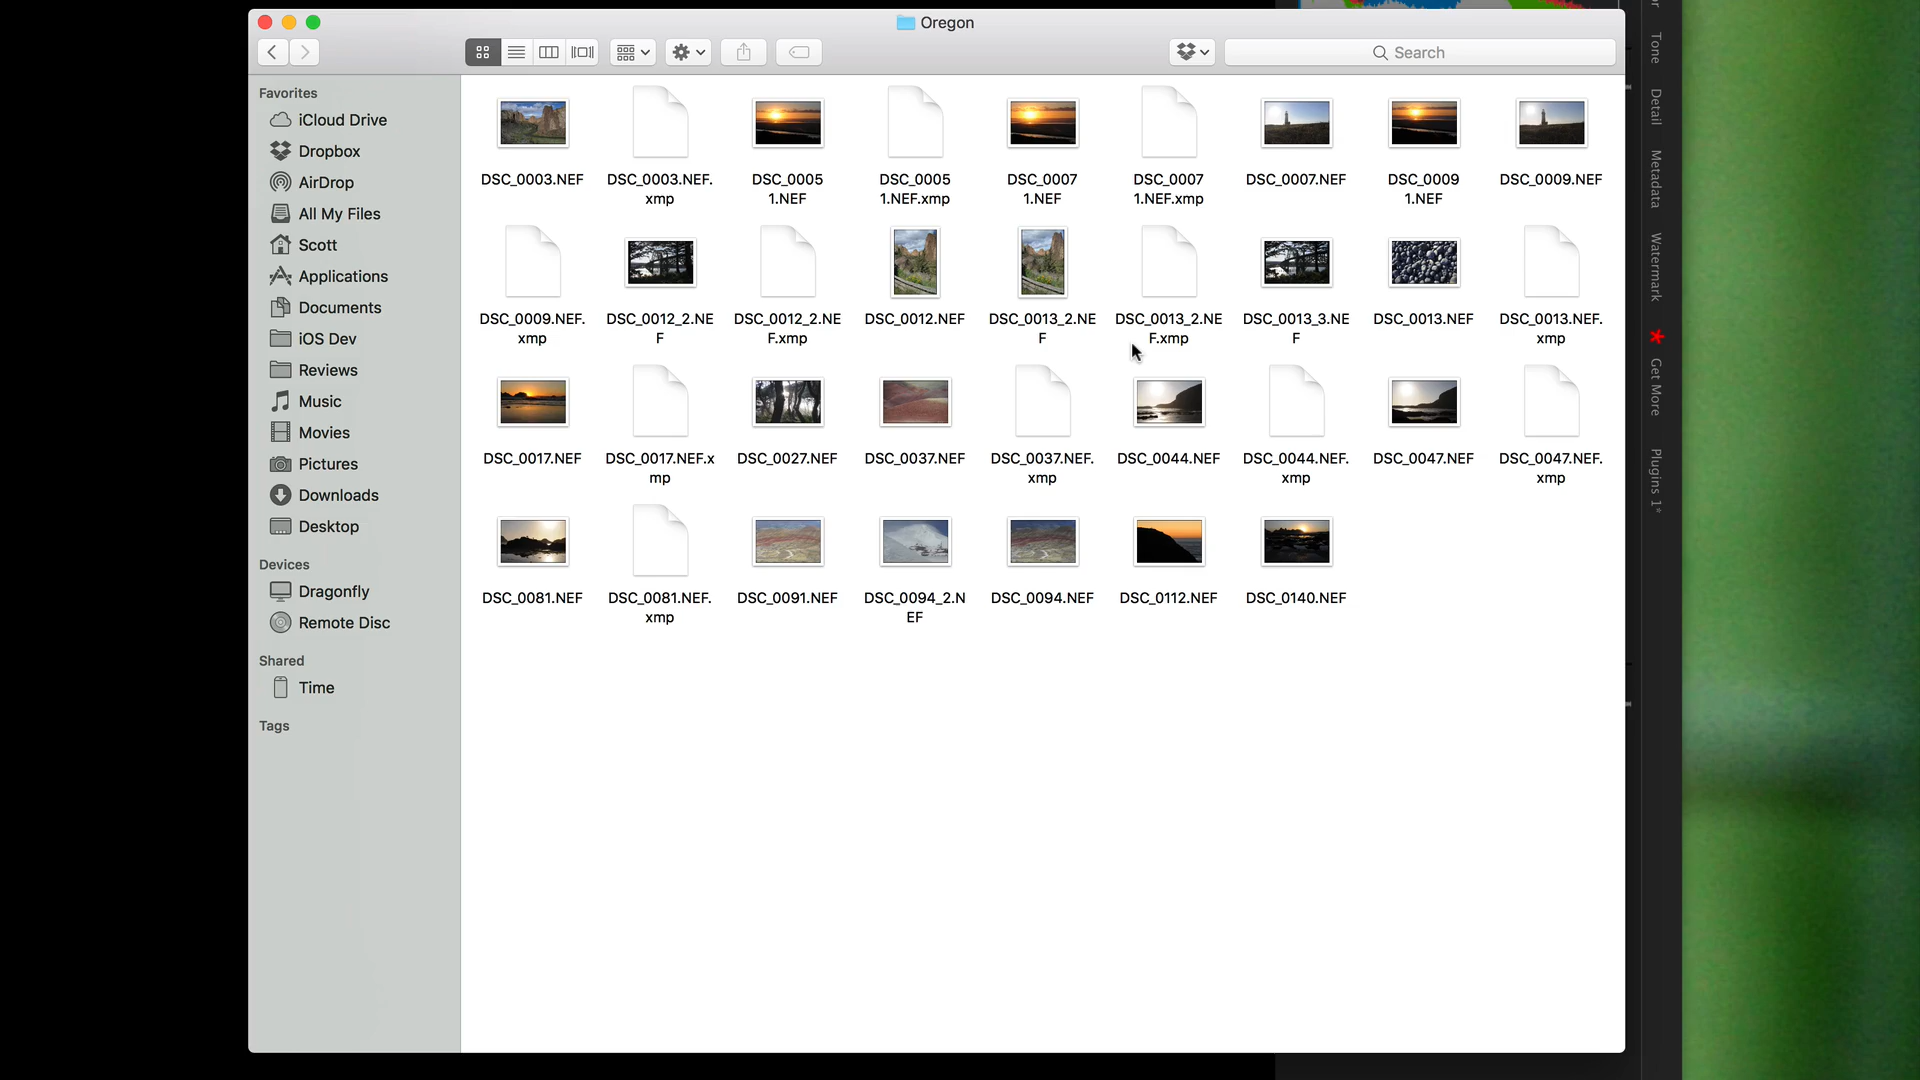 Oregon
Search
Favorites
iCloud Drive
Dropbox
AirDrop
All My Files
Scott
Applications
Documents
iOS Dev
Reviews
Music
Movies
Pictures
Downloads
Desktop
Devices
Dragonfly
Remote Disc
Shared
Time
Tags
DSC_0003.NEF
DSC_0003.NEF.
xmp
DSC_0005
1.NEF
DSC_0005
1.NEF.xmp
DSC_0007
1.NEF
DSC_0007
1.NEF.xmp
DSC_0007.NEF
DSC_0009
1.NEF
DSC_0009.NEF
DSC_0009.NEF.
xmp
DSC_0012_2.NE
F
DSC_0012_2.NE
F.xmp
DSC_0012.NEF
DSC_0013_2.NE
F
DSC_0013_2.NE
F.xmp
DSC_0013_3.NE
F
DSC_0013.NEF
DSC_0013.NEF.
xmp
DSC_0017.NEF
DSC_0017.NEF.x
mp
DSC_0027.NEF
DSC_0037.NEF
DSC_0037.NEF.
xmp
DSC_0044.NEF
DSC_0044.NEF.
xmp
DSC_0047.NEF
DSC_0047.NEF.
xmp
DSC_0081.NEF
DSC_0081.NEF.
xmp
DSC_0091.NEF
DSC_0094_2.N
EF
DSC_0094.NEF
DSC_0112.NEF
DSC_0140.NEF
Tone
Detail
Metadata
Watermark
Get More
Plugins 1*